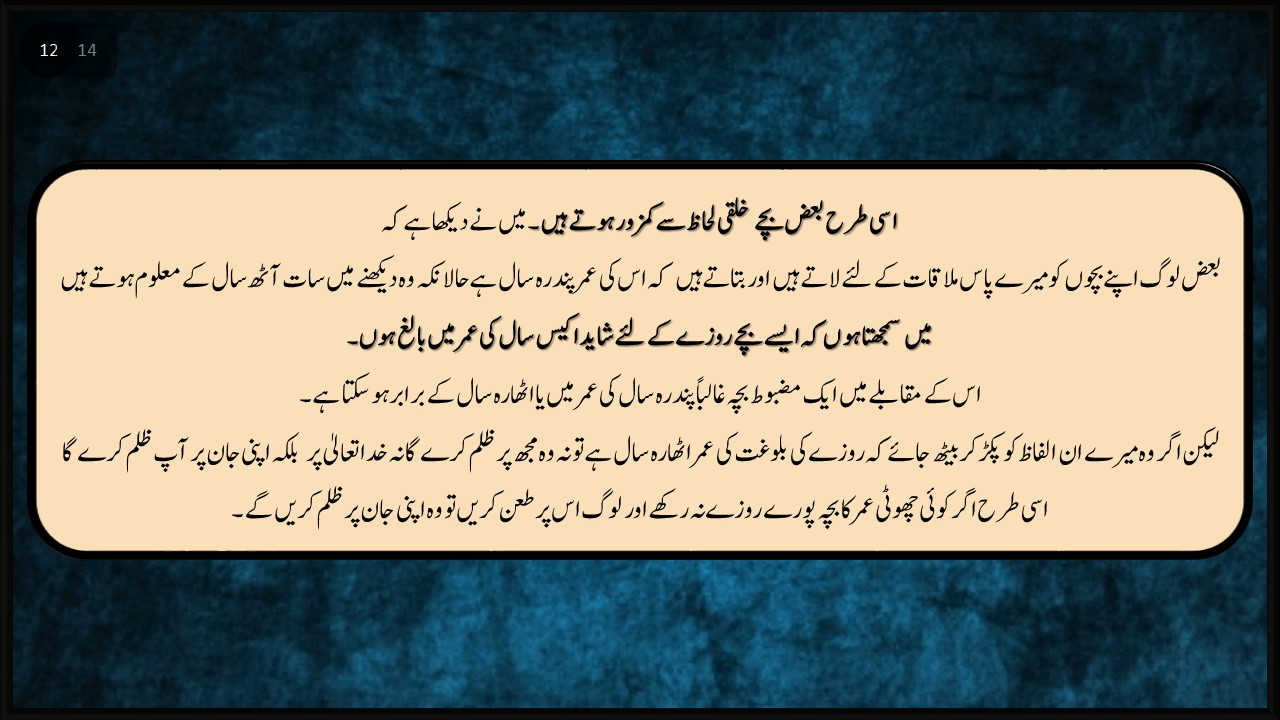 12 14
اسی طرح بعض بچے خلقی لحاظ سے کمزور ہوتے ہیں۔ میں نے دیکھا ہے کہ
بعض لوگ اپنے بچوں کو میرے پاس ملاقات کے لئے لاتے ہیں اور بتاتے ہیں کہ اس کی عمر پندرہ سال ہے حالانکہ وہ دیکھنے میں سات آٹھ سال کے معلوم ہوتے ہیں
میں سمجھتا ہوں کہ ایسے بچے روزے کے لئے شاید اکیس سال کی عمر میں بالغ ہوں۔
اس کے مقابلے میں ایک مضبوط بچہ غالباً پندرہ سال کی عمر میں یا اٹھارہ سال کے برابر ہو سکتا ہے۔
لیکن اگر وہ میرے ان الفاظ کو پکڑ کر بیٹھ جائے کہ روزے کی بلوغت کی عمر اٹھارہ سال ہے تو نہ وہ مجھ پر ظلم کرے گا نہ خدا تعالیٰ پر بلکہ اپنی جان پر آپ ظلم کرے گا
اسی طرح اگر کوئی چھوٹی عمر کا بچہ پورے روزے نہ رکھے اور لوگ اس پر طعن کریں تو وہ اپنی جان پر ظلم کریں گے۔